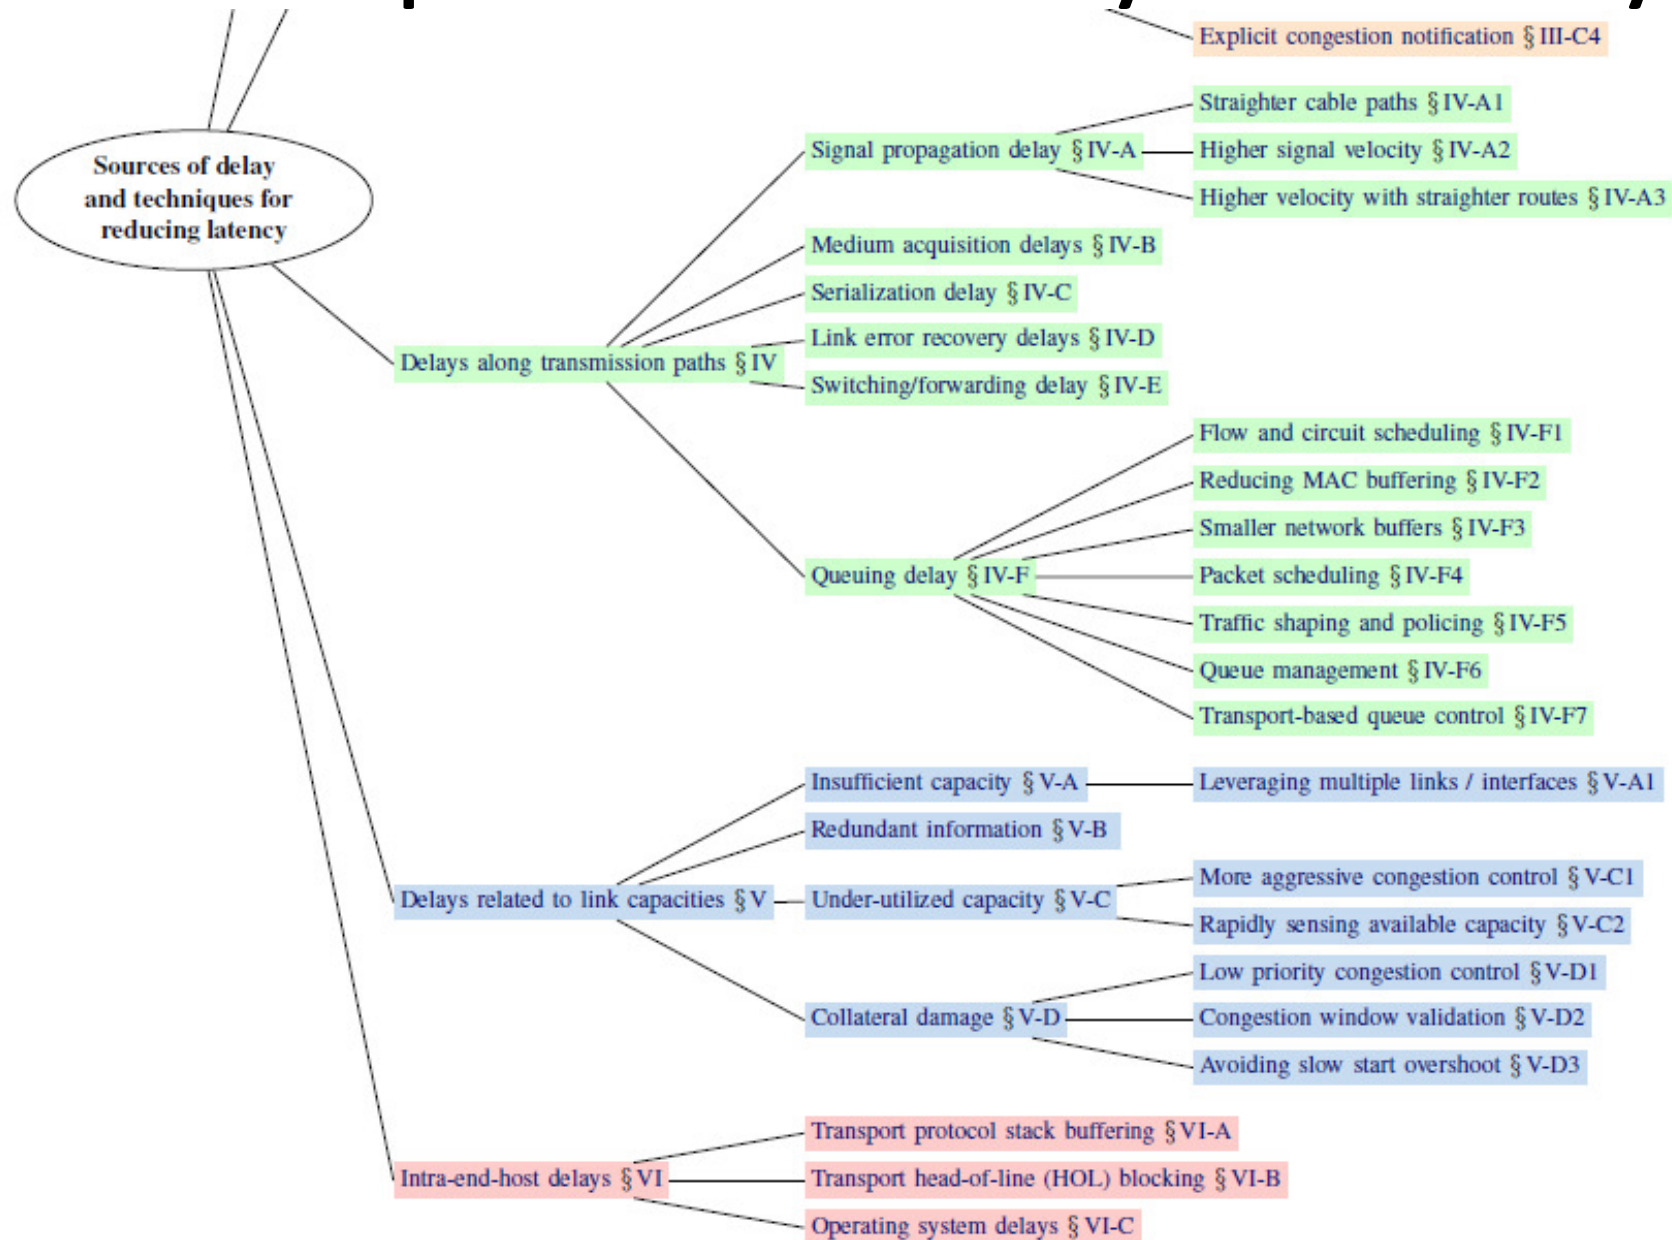 Explicit congestion notification § III-C4
Straighter cable paths § IV-A1
Signal propagation delay § IV-A
Higher signal velocity § IV-A2
Higher velocity with straighter routes § IV-A3
Sources of delay
and techniques for
reducing latency
Medium acquisition delays § IV-B
Serialization delay § IV-C
Link error recovery delays § IV-D
Delays along transmission paths § IV
Switching/forwarding delay § IV-E
Flow and circuit scheduling § IV-F1
Reducing MAC buffering § IV-F2
Smaller network buffers § IV-F3
Queuing delay § IV-F
Packet scheduling § IV-F4
Traffic shaping and policing § IV-F5
Queue management § IV-F6
Transport-based queue control § IV-F7
Insufficient capacity § V-A
Leveraging multiple links / interfaces § V-A1
Redundant information § V-B
More aggressive congestion control § V-C1
Delays related to link capacities § V
Under-utilized capacity § V-C
Rapidly sensing available capacity § V-C2
Low priority congestion control § V-D1
Collateral damage § V-D
Congestion window validation § V-D2
Avoiding slow start overshoot § V-D3
Transport protocol stack buffering § VI-A
Intra-end-host delays § VI
Transport head-of-line (HOL) blocking § VI-B
Operating system delays § VI-C